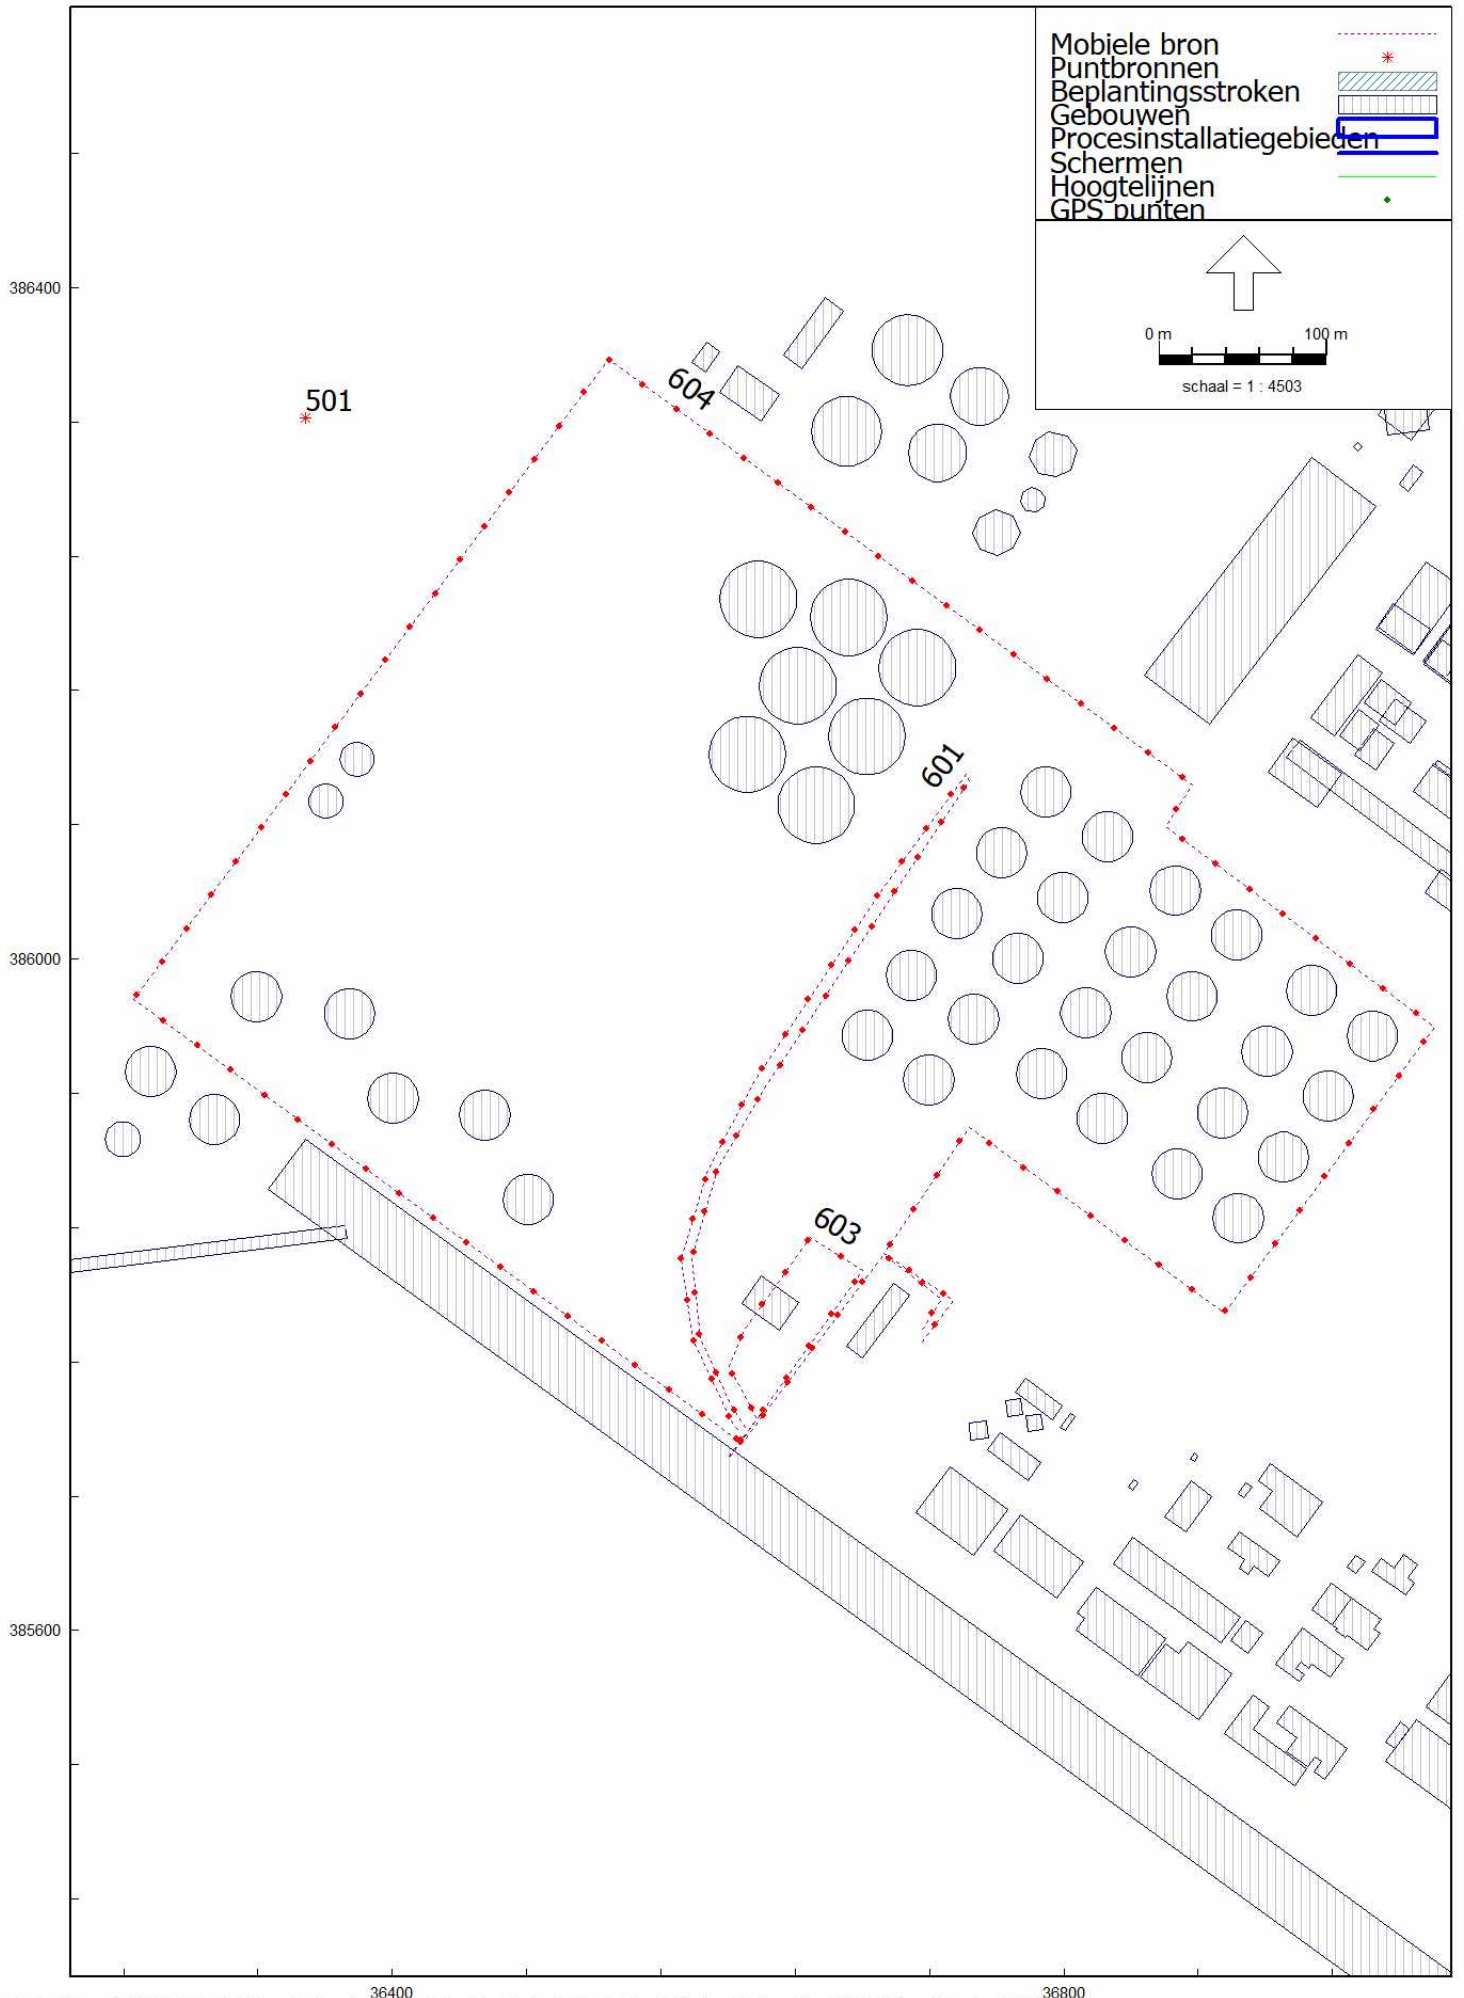 Mobiele bron
Puntbronnen
Beplantingsstroken
Gebouwen
Procesinstallatiegebieden
Schermen
Hoogtelijnen
GPS punten
0 m 100 m
schaal = 1 : 4503
386400
501
604
601
386000
603
385600
36400 36800